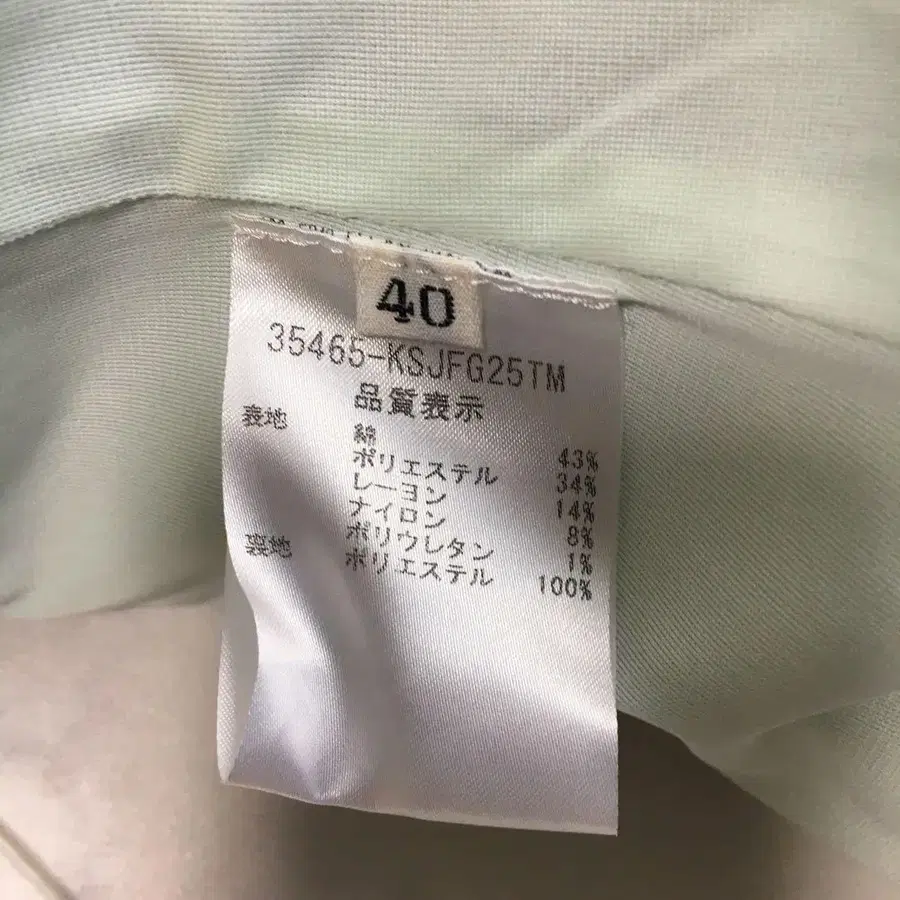 40
35465-KSJFG25TM
品質表示
表地 綿 43%
ポリエステル 34%
レーヨン 14%
ナイロン 8%
ポリウレタン 1%
裏地 ポリエステル 100%